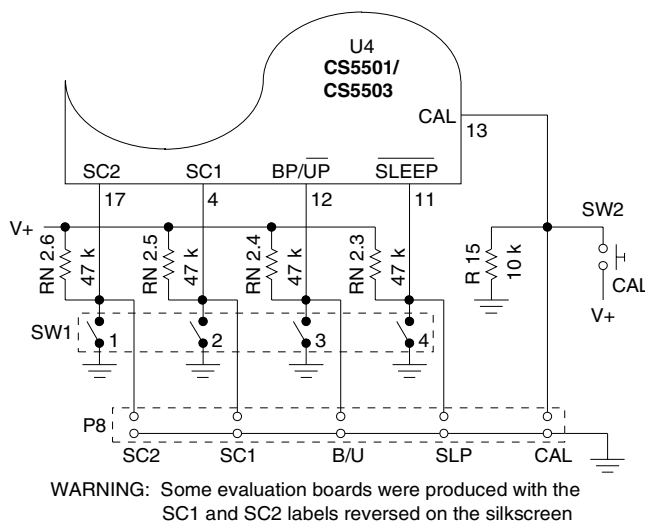 U4
CS5501/
CS5503
CAL
13
SC2 SC1 BP/UP SLEEP
17 4 12 11
V+
SW2
RN 2.6 47 k RN 2.5 47 k RN 2.4 47 k RN 2.3 47 k
R 15 10 k
CAL
V+
SW1
1 2 3 4
P8
SC2 SC1 B/U SLP CAL
WARNING: Some evaluation boards were produced with the
SC1 and SC2 labels reversed on the silkscreen